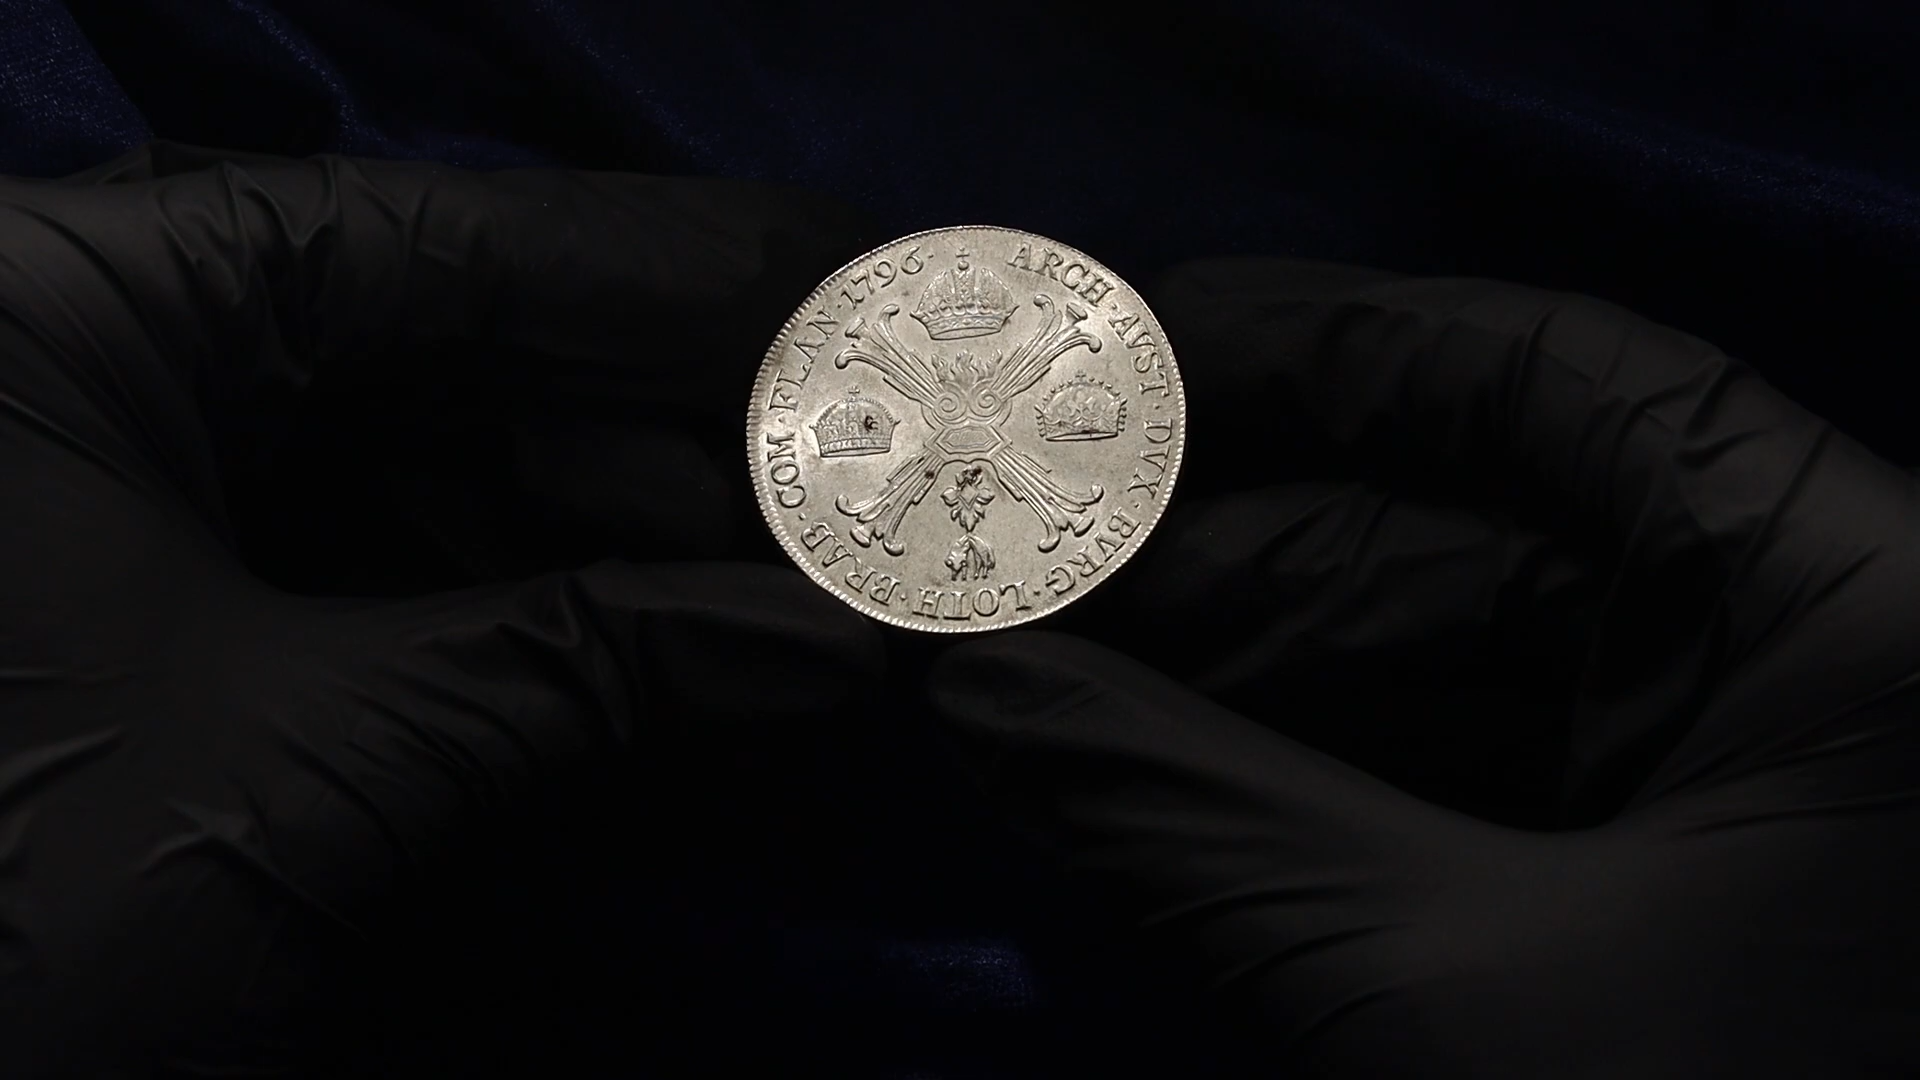 ARCH · AVST · DVX · BVRG · LOTH · BRAB · COM · FLAN · 1796 ·